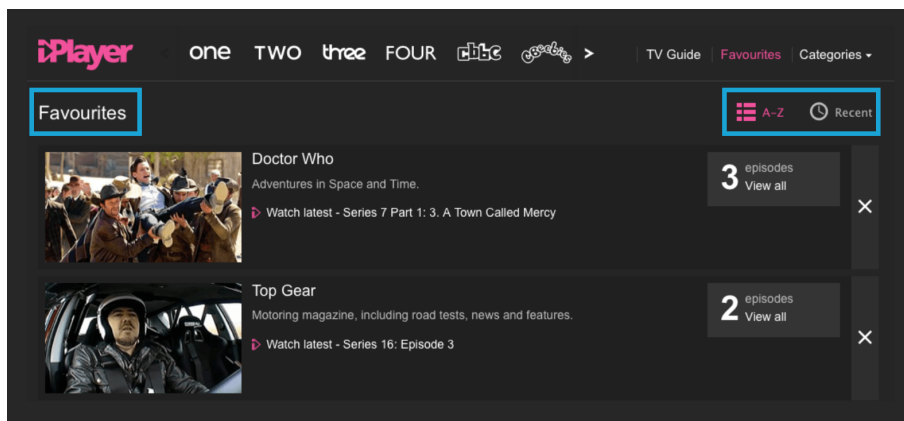 iPlayer < one TWO three FOUR cbbc cbeebies > TV Guide Favourites Categories
Favourites A-Z Recent
Doctor Who
Adventures in Space and Time.
Watch latest - Series 7 Part 1: 3. A Town Called Mercy
3 episodes
View all
×
Top Gear
Motoring magazine, including road tests, news and features.
Watch latest - Series 16: Episode 3
2 episodes
View all
×